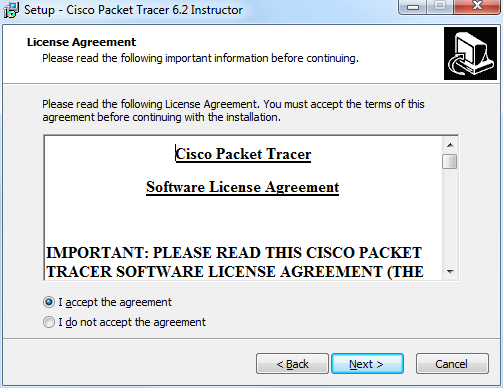 Setup - Cisco Packet Tracer 6.2 Instructor
License Agreement
Please read the following important information before continuing.
Please read the following License Agreement. You must accept the terms of this
agreement before continuing with the installation.
Cisco Packet Tracer
Software License Agreement
IMPORTANT: PLEASE READ THIS CISCO PACKET
TRACER SOFTWARE LICENSE AGREEMENT (THE
I accept the agreement
I do not accept the agreement
< Back
Next >
Cancel